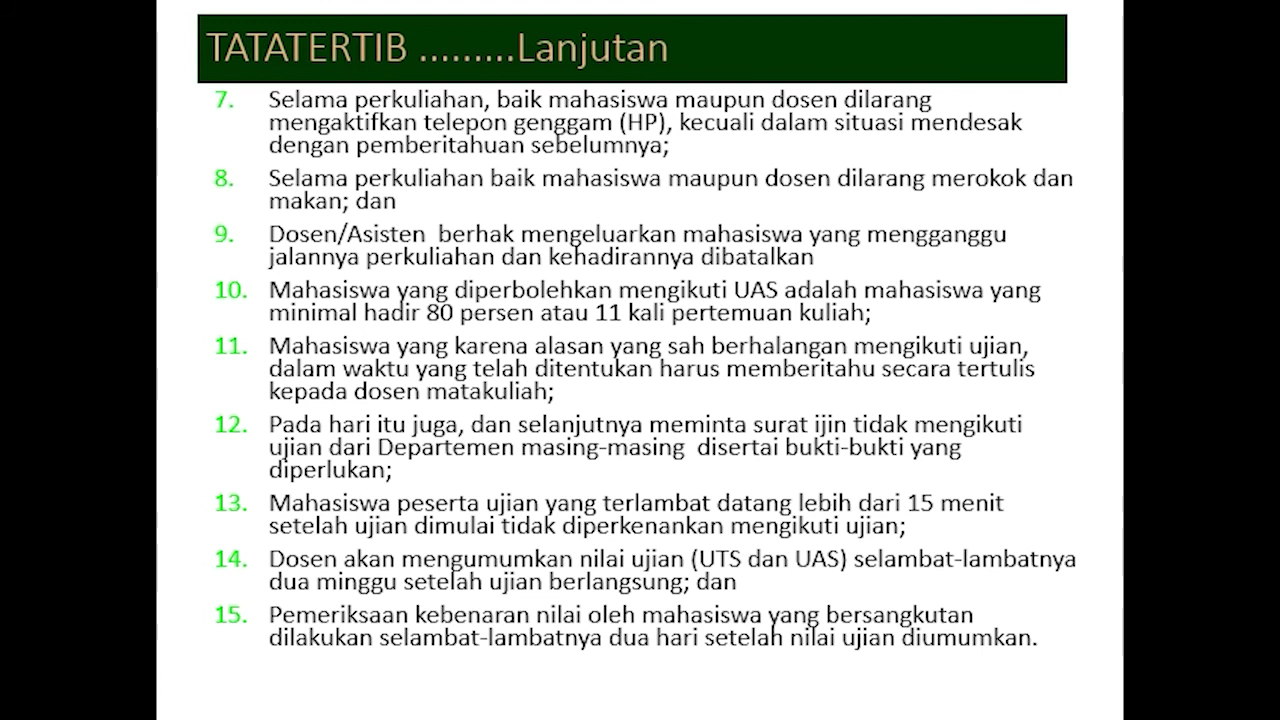 TATATERTIB .........Lanjutan
7. Selama perkuliahan, baik mahasiswa maupun dosen dilarang
mengaktifkan telepon genggam (HP), kecuali dalam situasi mendesak
dengan pemberitahuan sebelumnya;
8. Selama perkuliahan baik mahasiswa maupun dosen dilarang merokok dan
makan; dan
9. Dosen/Asisten  berhak mengeluarkan mahasiswa yang mengganggu
jalannya perkuliahan dan kehadirannya dibatalkan
10. Mahasiswa yang diperbolehkan mengikuti UAS adalah mahasiswa yang
minimal hadir 80 persen atau 11 kali pertemuan kuliah;
11. Mahasiswa yang karena alasan yang sah berhalangan mengikuti ujian,
dalam waktu yang telah ditentukan harus memberitahu secara tertulis
kepada dosen matakuliah;
12. Pada hari itu juga, dan selanjutnya meminta surat ijin tidak mengikuti
ujian dari Departemen masing-masing  disertai bukti-bukti yang
diperlukan;
13. Mahasiswa peserta ujian yang terlambat datang lebih dari 15 menit
setelah ujian dimulai tidak diperkenankan mengikuti ujian;
14. Dosen akan mengumumkan nilai ujian (UTS dan UAS) selambat-lambatnya
dua minggu setelah ujian berlangsung; dan
15. Pemeriksaan kebenaran nilai oleh mahasiswa yang bersangkutan
dilakukan selambat-lambatnya dua hari setelah nilai ujian diumumkan.